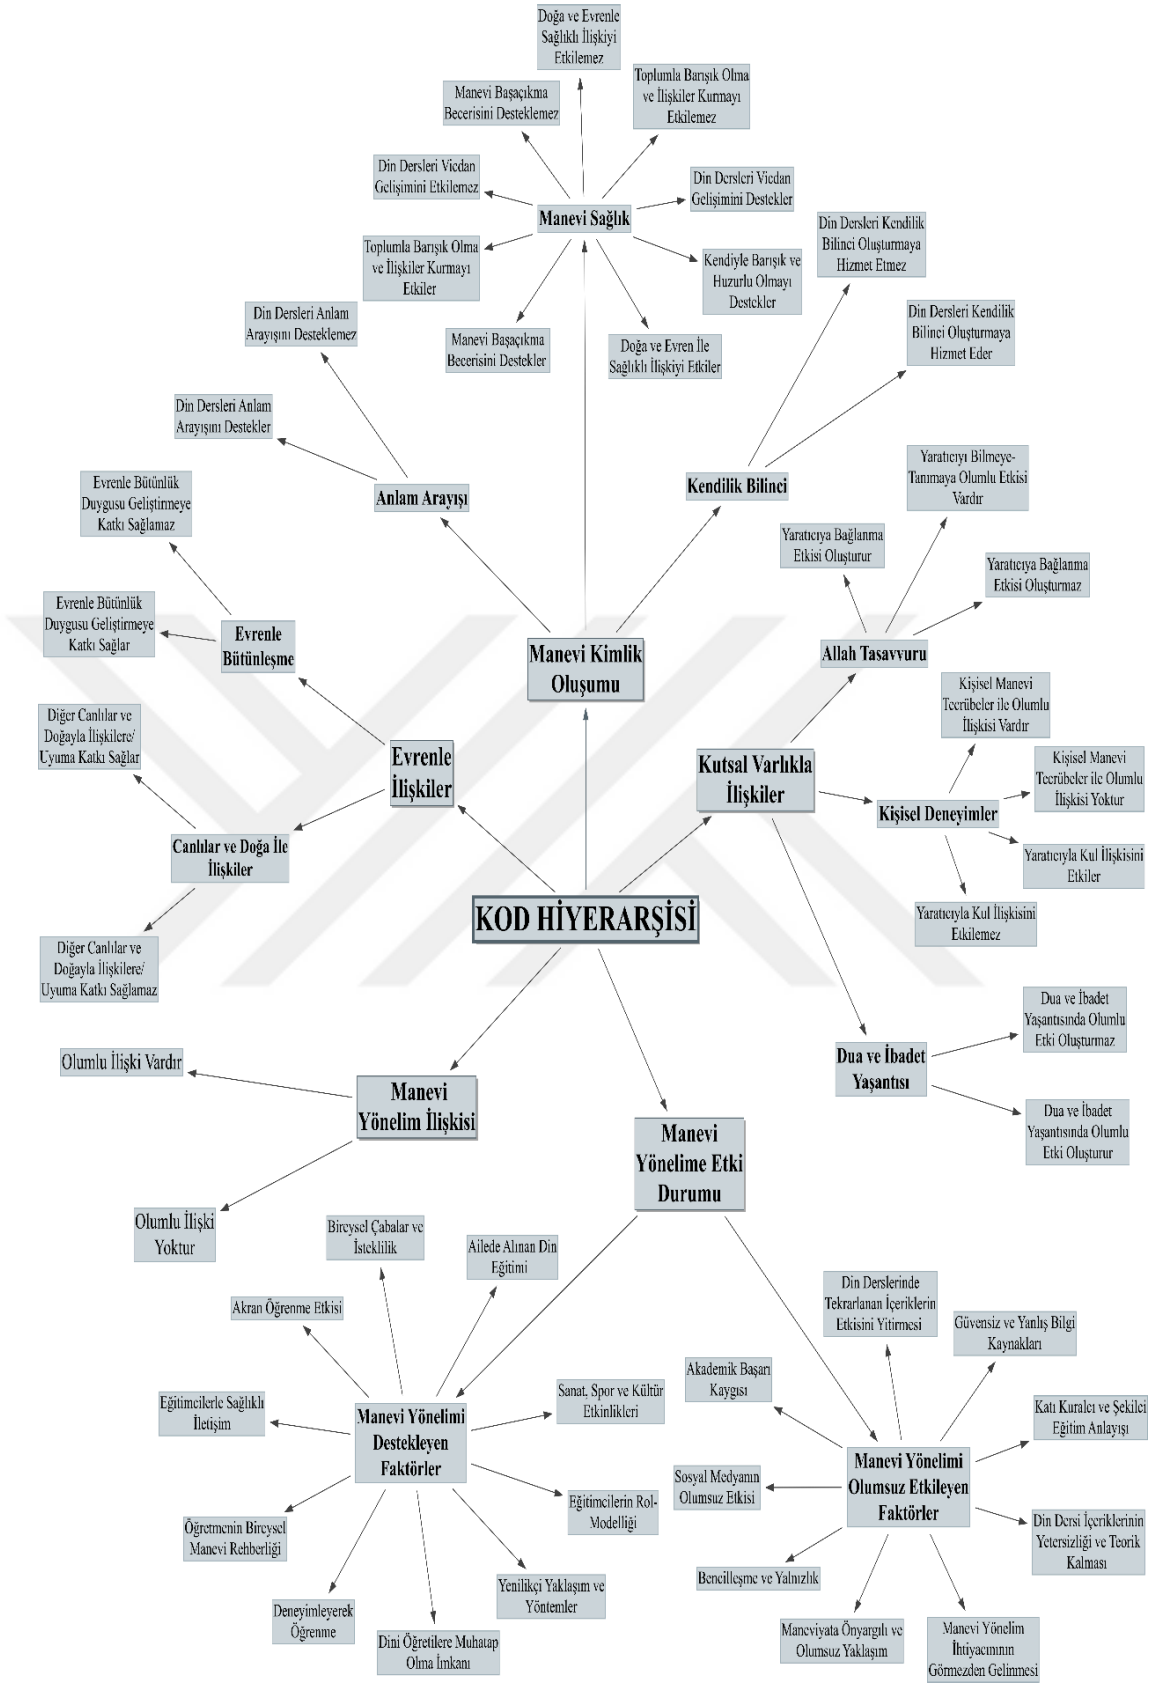 Doğa ve Evrenle
Sağlıklı İlişkiyi
Etkilemez
Manevi Başaçıkma
Becerisini Desteklemez
Toplumla Barışık Olma
ve İlişkiler Kurmayı
Etkilemez
Din Dersleri Vicdan
Gelişimini Etkilemez
Din Dersleri Vicdan
Gelişimini Destekler
Manevi Sağlık
Toplumla Barışık Olma
ve İlişkiler Kurmayı
Etkiler
Kendiyle Barışık ve
Huzurlu Olmayı
Destekler
Manevi Başaçıkma
Becerisini Destekler
Doğa ve Evren İle
Sağlıklı İlişkiyi Etkiler
Din Dersleri Kendilik
Bilinci Oluşturmaya
Hizmet Etmez
Din Dersleri Kendilik
Bilinci Oluşturmaya
Hizmet Eder
Din Dersleri Anlam
Arayışını Desteklemez
Din Dersleri Anlam
Arayışını Destekler
Anlam Arayışı
Kendilik Bilinci
Evrenle Bütünlük
Duygusu Geliştirmeye
Katkı Sağlamaz
Evrenle Bütünlük
Duygusu Geliştirmeye
Katkı Sağlar
Evrenle
Bütünleşme
Manevi Kimlik
Oluşumu
Yaratıcıyı Bilmeye-
Tanımaya Olumlu Etkisi
Vardır
Yaratıcıya Bağlanma
Etkisi Oluşturur
Yaratıcıya Bağlanma
Etkisi Oluşturmaz
Allah Tasavvuru
Diğer Canlılar ve
Doğayla İlişkilere/
Uyuma Katkı Sağlar
Evrenle
İlişkiler
Canlılar ve Doğa İle
İlişkiler
Diğer Canlılar ve
Doğayla İlişkilere/
Uyuma Katkı Sağlamaz
Kutsal Varlıkla
İlişkiler
Kişisel Manevi
Tecrübeler ile Olumlu
İlişkisi Vardır
Kişisel Manevi
Tecrübeler ile Olumlu
İlişkisi Yoktur
Kişisel Deneyimler
Yaratıcıyla Kul İlişkisini
Etkiler
Yaratıcıyla Kul İlişkisini
Etkilemez
KOD HİYERARŞİSİ
Dua ve İbadet
Yaşantısında Olumlu
Etki Oluşturmaz
Dua ve İbadet
Yaşantısı
Dua ve İbadet
Yaşantısında Olumlu
Etki Oluşturur
Olumlu İlişki Vardır
Manevi
Yönelim İlişkisi
Olumlu İlişki
Yoktur
Manevi
Yönelime Etki
Durumu
Bireysel Çabalar ve
İsteklilik
Ailede Alınan Din
Eğitimi
Akran Öğrenme Etkisi
Eğitimcilerle Sağlıklı
İletişim
Sanat, Spor ve Kültür
Etkinlikleri
Manevi Yönelimi
Destekleyen
Faktörler
Eğitimcilerin Rol-
Modelliği
Öğretmenin Bireysel
Manevi Rehberliği
Yenilikçi Yaklaşım ve
Yöntemler
Deneyimleyerek
Öğrenme
Dini Öğretilere Muhatap
Olma İmkanı
Din Derslerinde
Tekrarlanan İçeriklerin
Etkisini Yitirmesi
Güvensiz ve Yanlış Bilgi
Kaynakları
Akademik Başarı
Kaygısı
Katı Kuralcı ve Şekilci
Eğitim Anlayışı
Sosyal Medyanın
Olumsuz Etkisi
Manevi Yönelimi
Olumsuz Etkileyen
Faktörler
Din Dersi İçeriklerinin
Yetersizliği ve Teorik
Kalması
Bencilleşme ve Yalnızlık
Maneviyata Önyargılı ve
Olumsuz Yaklaşım
Manevi Yönelim
İhtiyacının
Görmezden Gelinmesi